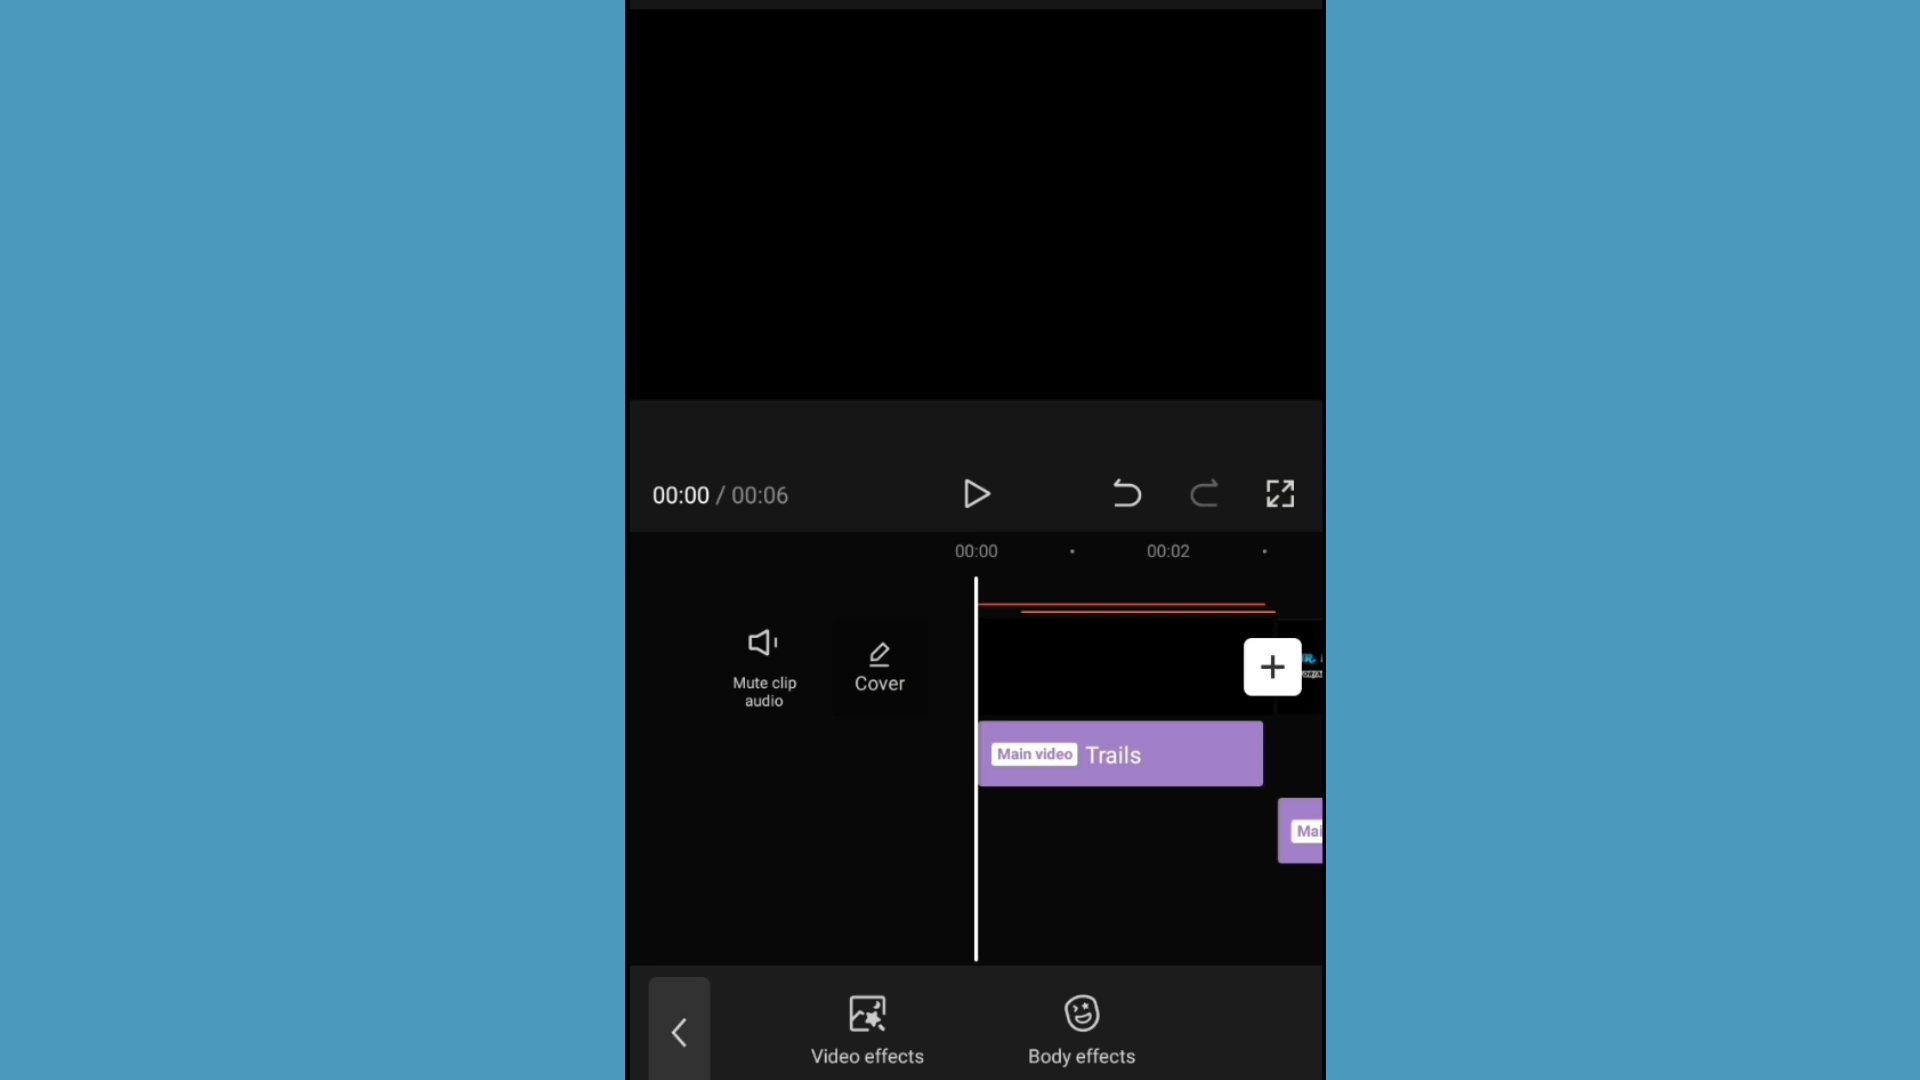 00:00 / 00:06
00:00 00:02
Mute clip
audio
Cover
Main video Trails
Mai
Video effects
Body effects